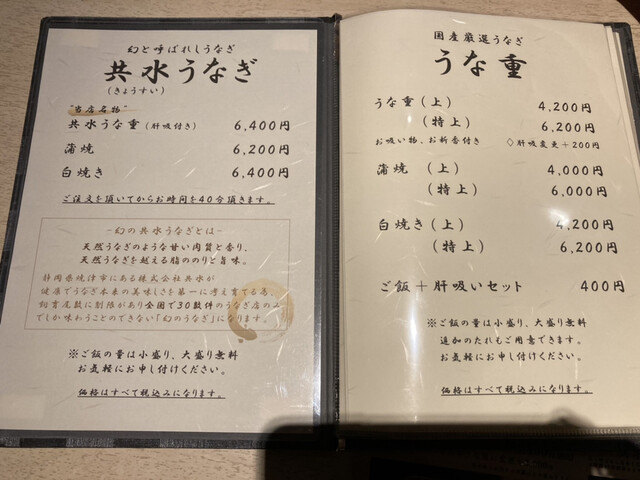 幻と呼ばれしうなぎ
共水うなぎ
(きょうすい)
"当店名物"
共水うな重(肝吸付き) 6,400円
蒲焼 6,200円
白焼き 6,400円
ご注文を頂いてからお時間を40分頂きます。
―幻の共水うなぎとは―
天然うなぎのような甘い肉質と香り、
天然うなぎを越える脂ののりと旨味。
静岡県焼津市にある株式会社共水が
健康でうなぎ本来の美味しさを第一に考え育てる為、
飼育尾数に制限があり全国で30数件のうなぎ店のみ
でしか味わうことのできない「幻のうなぎ」になります。
※ご飯の量は小盛り、大盛り無料
お気軽にお申し付けください。
価格はすべて税込みになります。
国産厳選うなぎ
うな重
うな重(上) 4,200円
(特上) 6,200円
お吸い物、お新香付き ◇肝吸変更+200円
蒲焼(上) 4,000円
(特上) 6,000円
白焼き(上) 4,200円
(特上) 6,200円
ご飯+肝吸いセット 400円
※ご飯の量は小盛り、大盛り無料
追加のたれもご用意できます。
お気軽にお申し付けください。
価格はすべて税込みになります。